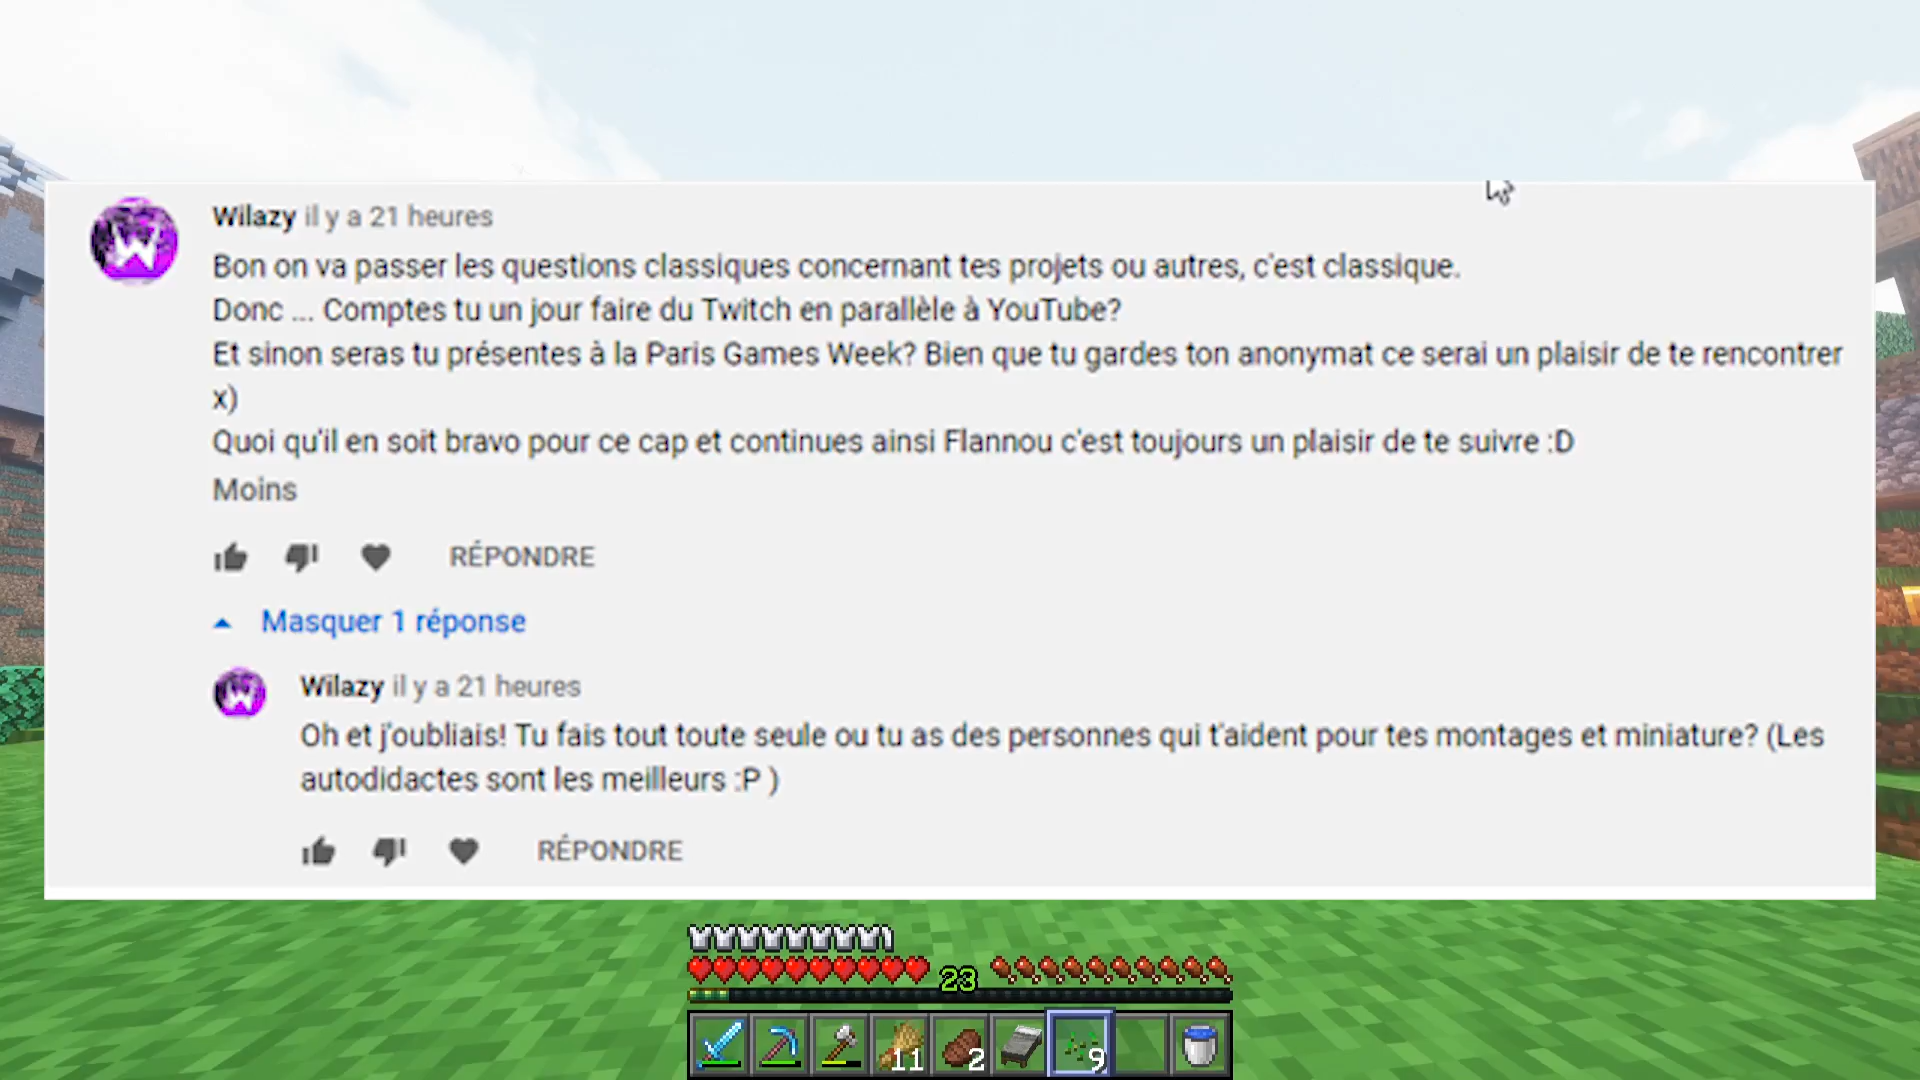 Wilazy il y a 21 heures
Bon on va passer les questions classiques concernant tes projets ou autres, c'est classique.
Donc ... Comptes tu un jour faire du Twitch en parallèle à YouTube?
Et sinon seras tu présentes à la Paris Games Week? Bien que tu gardes ton anonymat ce serai un plaisir de te rencontrer
x)
Quoi qu'il en soit bravo pour ce cap et continues ainsi Flannou c'est toujours un plaisir de te suivre :D
Moins
RÉPONDRE
Masquer 1 réponse
Wilazy il y a 21 heures
Oh et j'oubliais! Tu fais tout toute seule ou tu as des personnes qui t'aident pour tes montages et miniature? (Les
autodidactes sont les meilleurs :P )
RÉPONDRE
23
11 2 9